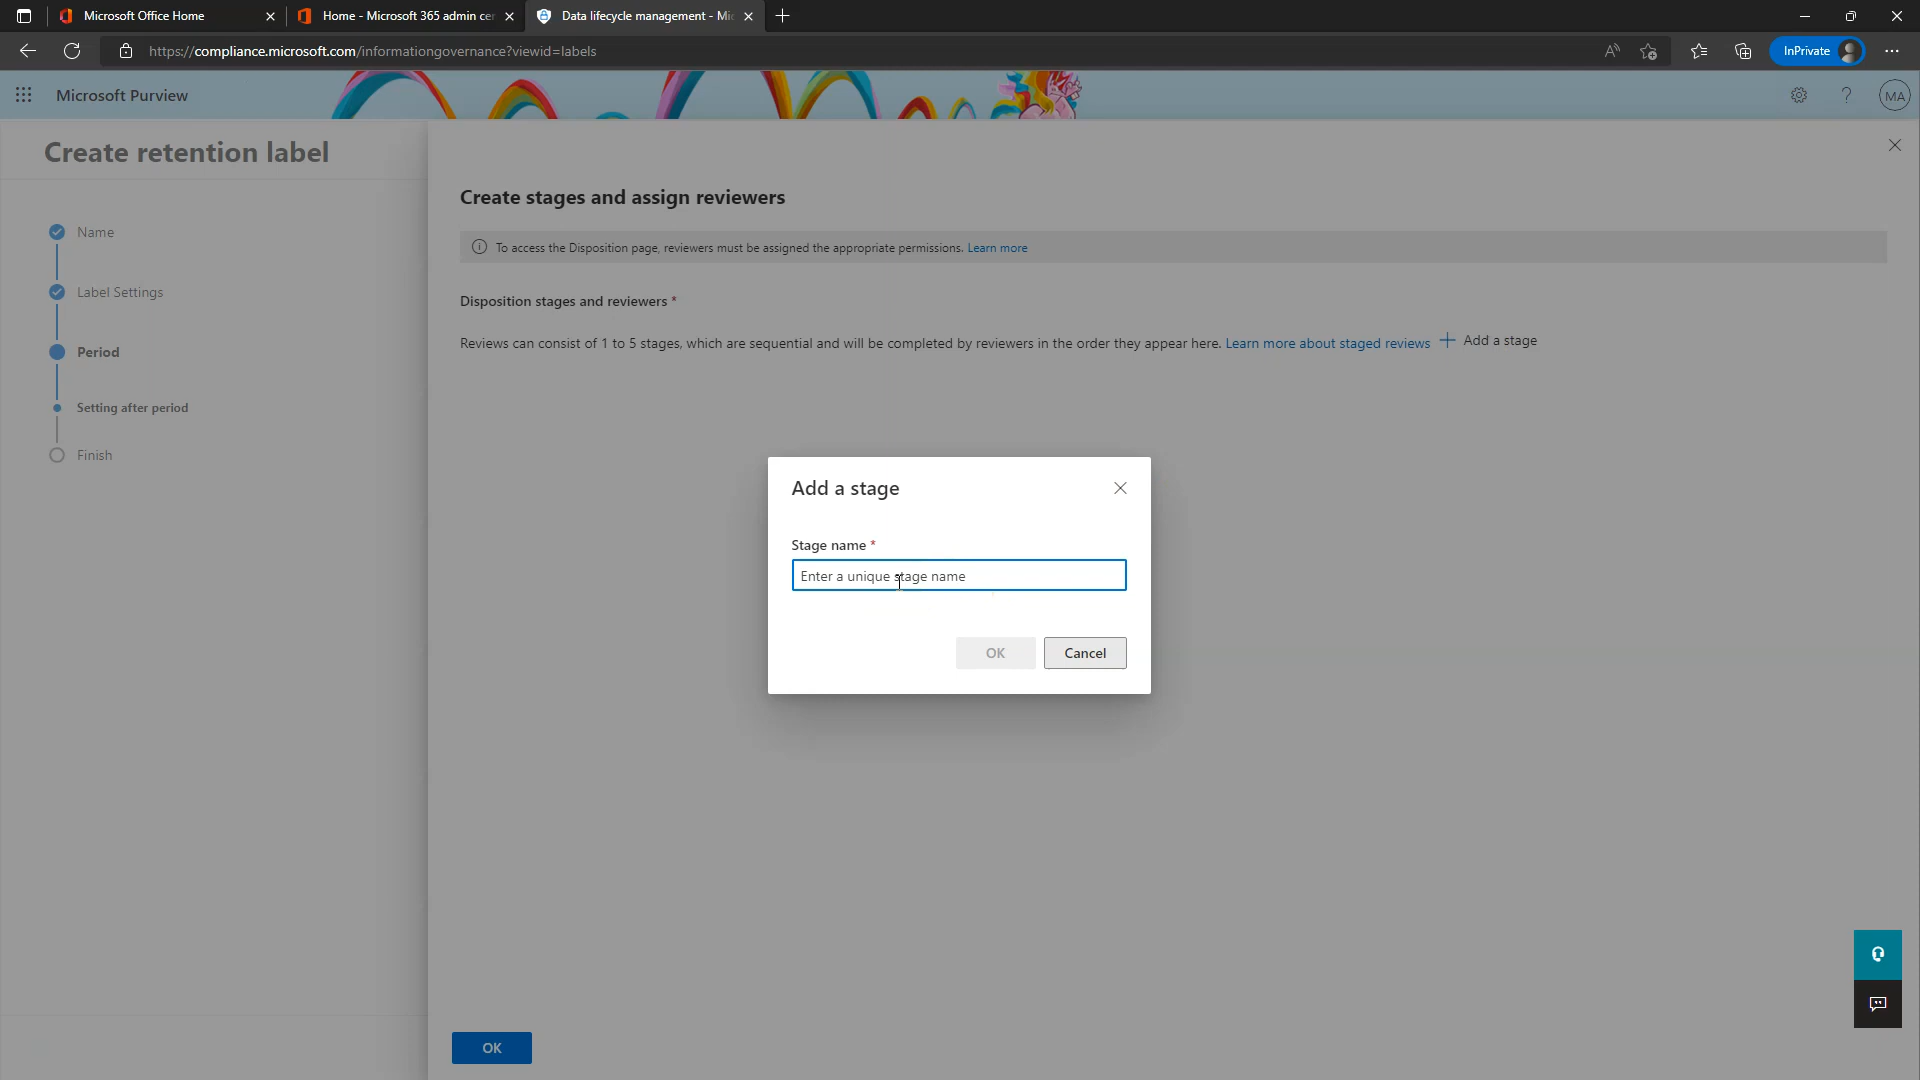 Microsoft Office Home
Home - Microsoft 365 admin cer
Data lifecycle management - Mic
https://compliance.microsoft.com/informationgovernance?viewid=labels
InPrivate
Microsoft Purview
MA
Create retention label
Name
Label Settings
Period
Setting after period
Finish
Create stages and assign reviewers
To access the Disposition page, reviewers must be assigned the appropriate permissions. Learn more
Disposition stages and reviewers *
Reviews can consist of 1 to 5 stages, which are sequential and will be completed by reviewers in the order they appear here. Learn more about staged reviews + Add a stage
Add a stage
Stage name *
Enter a unique stage name
OK
Cancel
OK